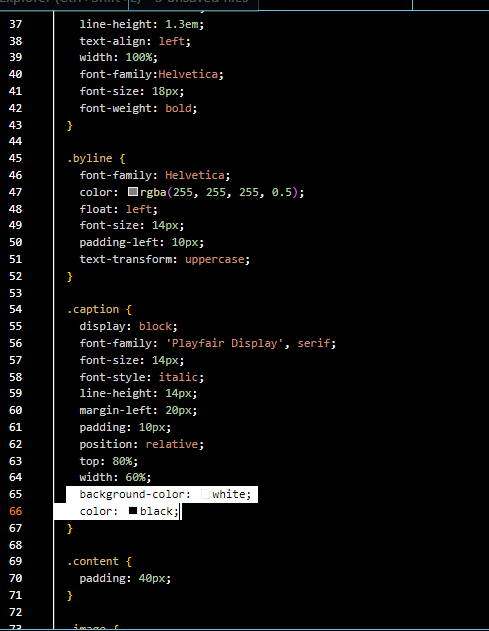 37 line-height: 1.3em;
38 text-align: left;
39 width: 100%;
40 font-family:Helvetica;
41 font-size: 18px;
42 font-weight: bold;
43 }
44
45 .byline {
46 font-family: Helvetica;
47 color: rgba(255, 255, 255, 0.5);
48 float: left;
49 font-size: 14px;
50 padding-left: 10px;
51 text-transform: uppercase;
52 }
53
54 .caption {
55 display: block;
56 font-family: 'Playfair Display', serif;
57 font-size: 14px;
58 font-style: italic;
59 line-height: 14px;
60 margin-left: 20px;
61 padding: 10px;
62 position: relative;
63 top: 80%;
64 width: 60%;
65 background-color: white;
66 color: black;
67 }
68
69 .content {
70 padding: 40px;
71 }
72
73 .image {